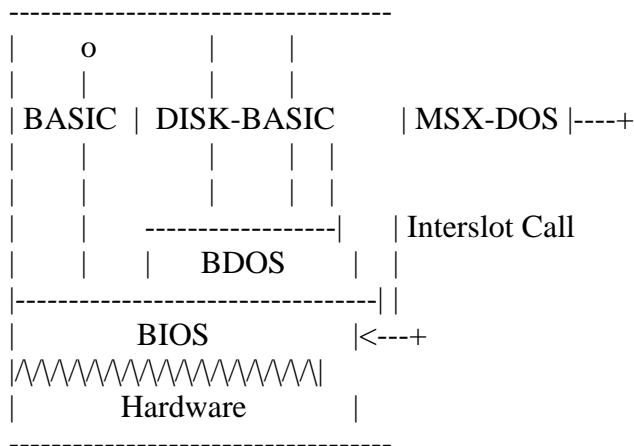 ----------------------------------------
| o | |
| | | |
| BASIC | DISK-BASIC | MSX-DOS |----+
| | | | |
| | | | |
| | -------------------| | Interslot Call
| | | BDOS | |
|--------------------------------------| |
| BIOS |<---+
|/\/\/\/\/\/\/\/\/\/\/\/\/\/\/\/\/\|
| Hardware |
----------------------------------------